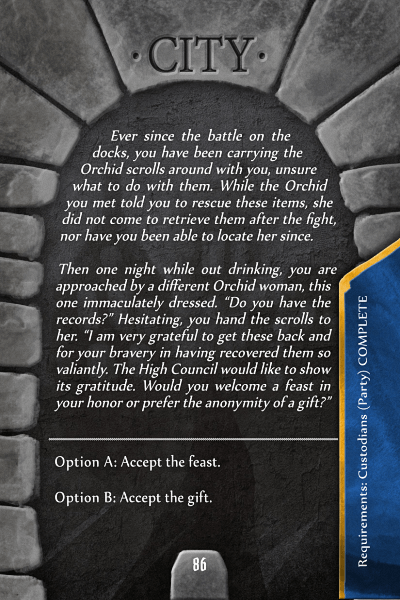 · CITY ·
Ever since the battle on the
docks, you have been carrying the
Orchid scrolls around with you, unsure
what to do with them. While the Orchid
you met told you to rescue these items, she
did not come to retrieve them after the fight,
nor have you been able to locate her since.
Then one night while out drinking, you are
approached by a different Orchid woman, this
one immaculately dressed. “Do you have the
records?” Hesitating, you hand the scrolls to
her. “I am very grateful to get these back and
for your bravery in having recovered them so
valiantly. The High Council would like to show
its gratitude. Would you welcome a feast in
your honor or prefer the anonymity of a gift?”
Option A: Accept the feast.
Option B: Accept the gift.
Requirements: Custodians (Party) COMPLETE
86